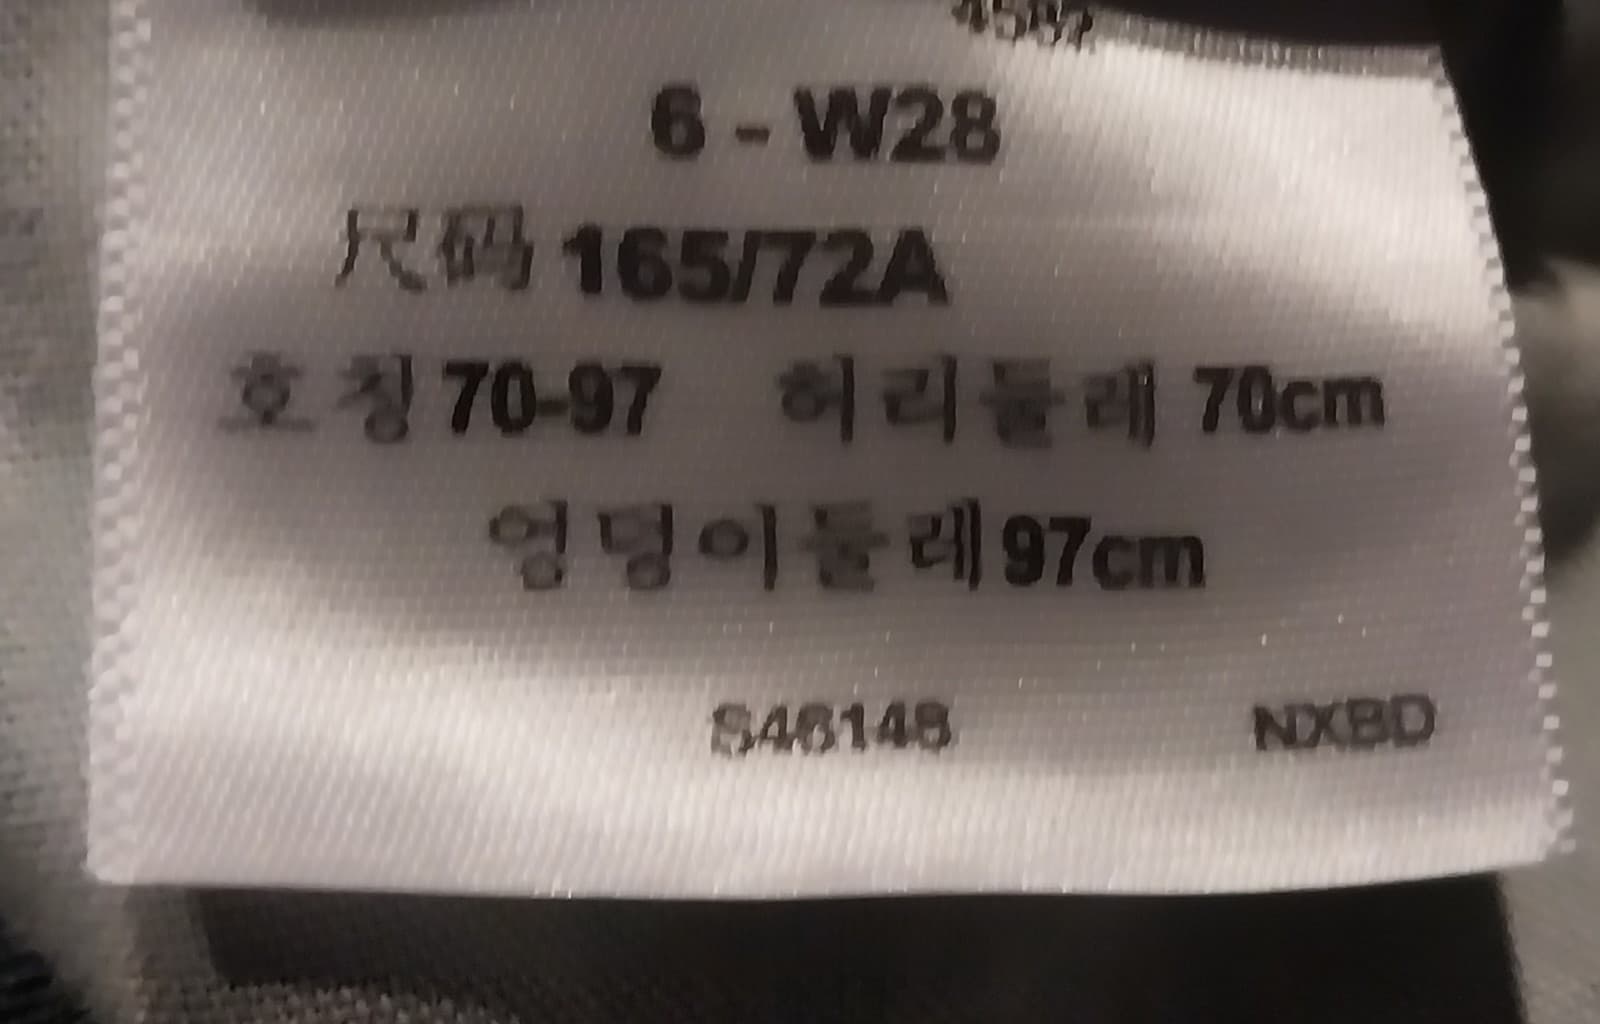 6 - W28
尺码 165/72A
호칭 70-97 허리둘레 70cm
엉덩이둘레 97cm
S46148 NXBD